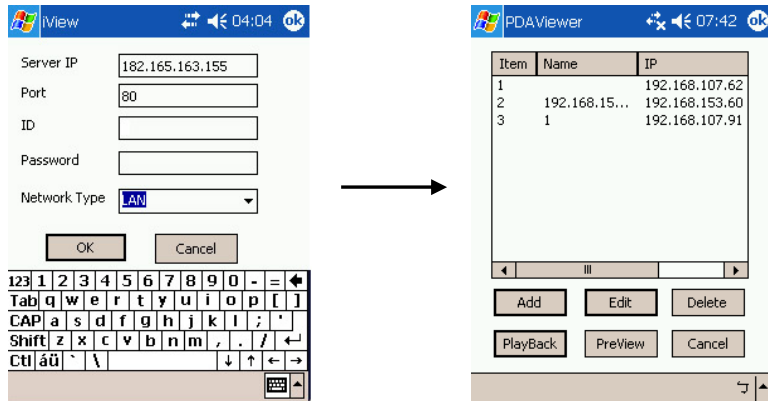 iView 04:04 ok
Server IP 182.165.163.155
Port 80
ID
Password
Network Type LAN
OK Cancel
123 1 2 3 4 5 6 7 8 9 0 - =
Tab q w e r t y u i o p [ ]
CAP a s d f g h j k l ; '
Shift z x c v b n m , . /
Ctl áü ` \
PDAViewer 07:42 ok
Item Name IP
1 192.168.107.62
2 192.168.15... 192.168.153.60
3 1 192.168.107.91
Add Edit Delete
PlayBack PreView Cancel